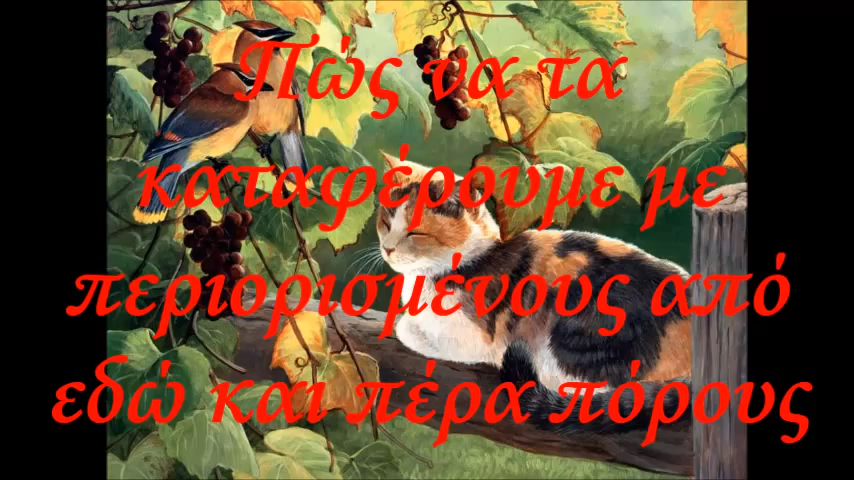 Πώς να τα
καταφέρουμε με
περιορισμένους από
εδώ και πέρα πόρους